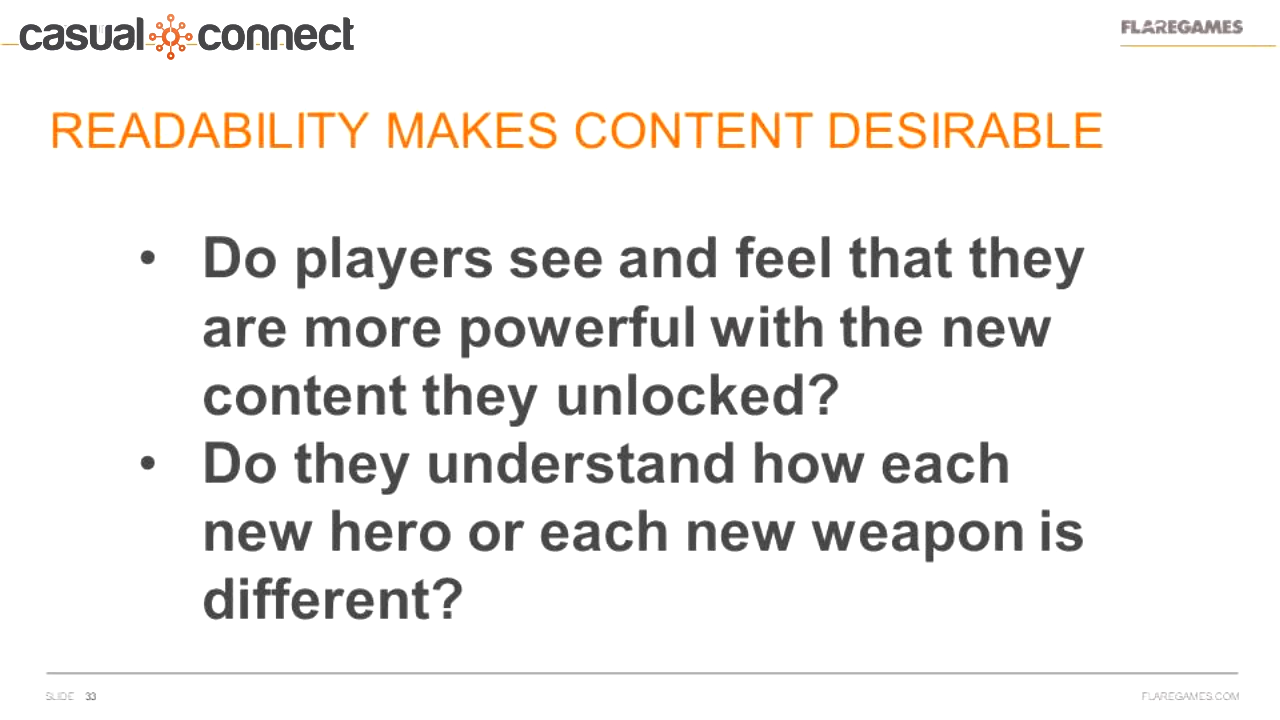 casual connect
FLAREGAMES
READABILITY MAKES CONTENT DESIRABLE
• Do players see and feel that they
are more powerful with the new
content they unlocked?
• Do they understand how each
new hero or each new weapon is
different?
SLIDE 33
FLAREGAMES.COM